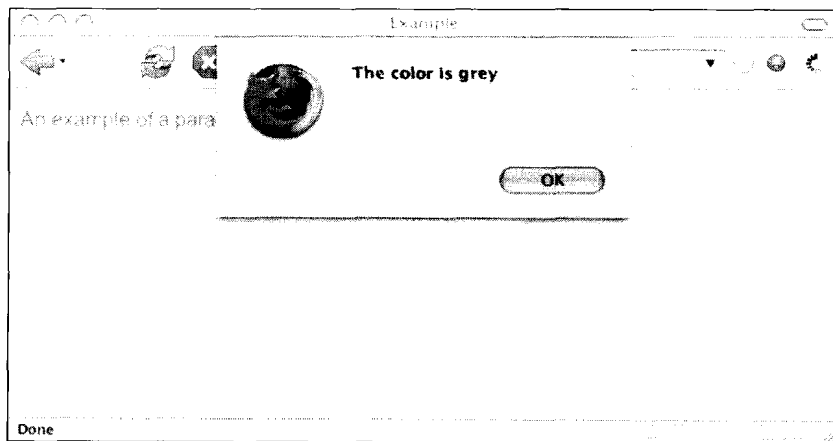 Example
The color is grey
An example of a para
OK
Done